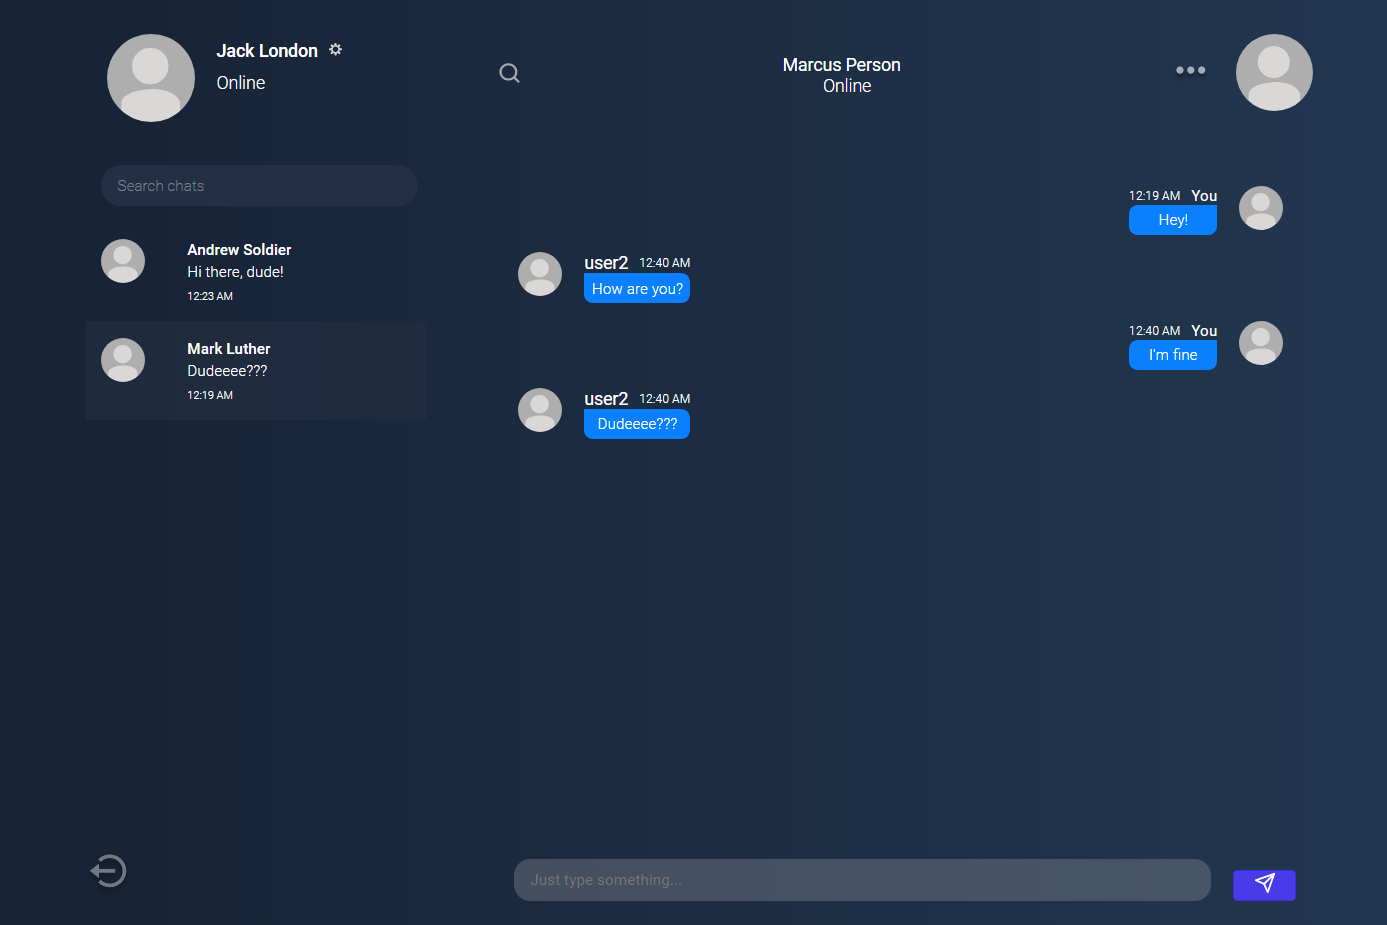 Jack London
Online
Marcus Person
Online
Search chats
Andrew Soldier
Hi there, dude!
12:23 AM
Mark Luther
Dudeeee???
12:19 AM
12:19 AM You
Hey!
user2 12:40 AM
How are you?
12:40 AM You
I'm fine
user2 12:40 AM
Dudeeee???
Just type something...